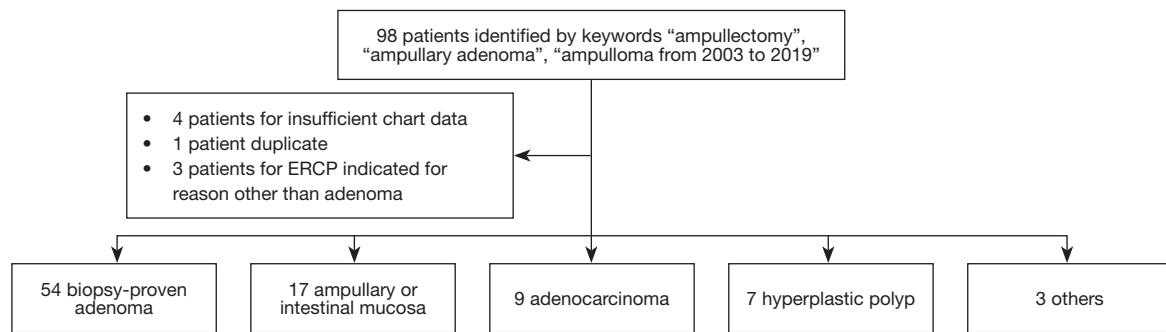 98 patients identified by keywords “ampullectomy”,
“ampullary adenoma”, “ampulloma from 2003 to 2019”
• 4 patients for insufficient chart data
• 1 patient duplicate
• 3 patients for ERCP indicated for
reason other than adenoma
54 biopsy-proven
adenoma
17 ampullary or
intestinal mucosa
9 adenocarcinoma
7 hyperplastic polyp
3 others